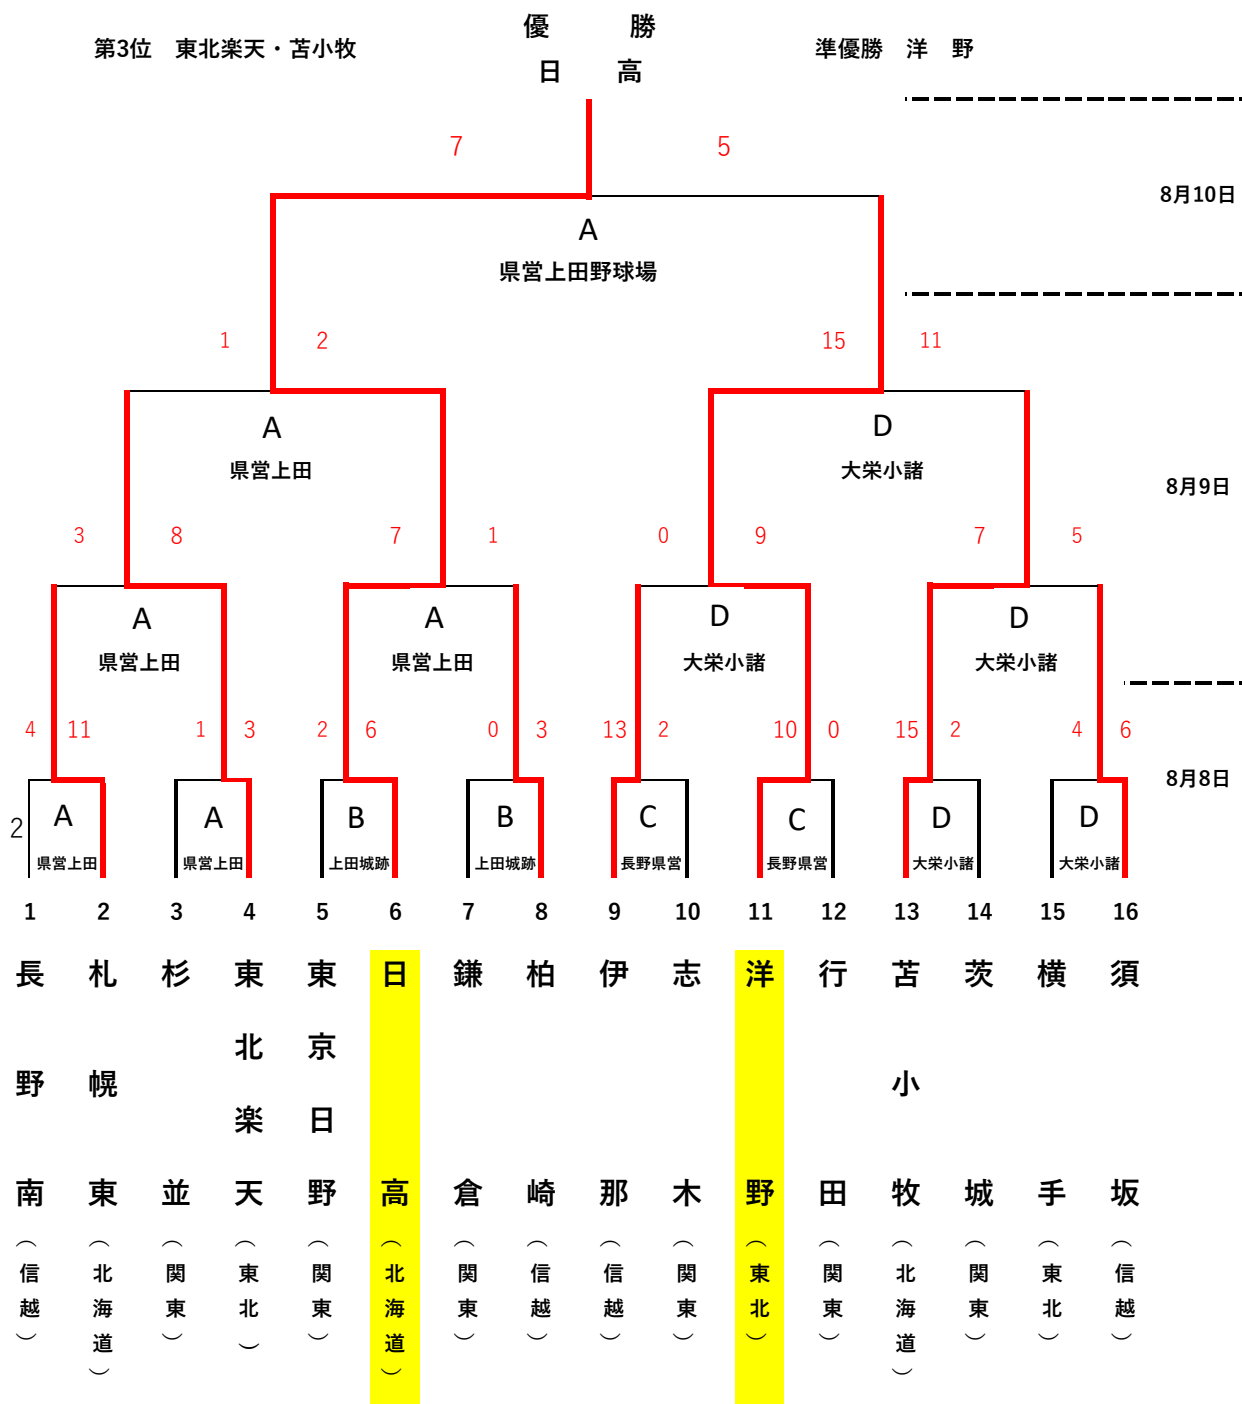 優 勝
第3位 東北楽天・苫小牧
準優勝 洋 野
日 高
7 5
8月10日
A
県営上田野球場
1 2 15 11
A D
県営上田 大栄小諸
8月9日
3 8 7 1 0 9 7 5
A A D D
県営上田 県営上田 大栄小諸 大栄小諸
4 11 1 3 2 6 0 3 13 2 10 0 15 2 4 6
8月8日
2
A A B B C C D D
県営上田 県営上田 上田城跡 上田城跡 長野県営 長野県営 大栄小諸 大栄小諸
1 2 3 4 5 6 7 8 9 10 11 12 13 14 15 16
長野南(信越)
札幌東(北海道)
杉並(関東)
東北楽天(東北)
東京日野(関東)
日高(北海道)
鎌倉(関東)
柏崎(信越)
伊那(信越)
志木(関東)
洋野(東北)
行田(関東)
苫小牧(北海道)
茨城(関東)
横手(東北)
須坂(信越)